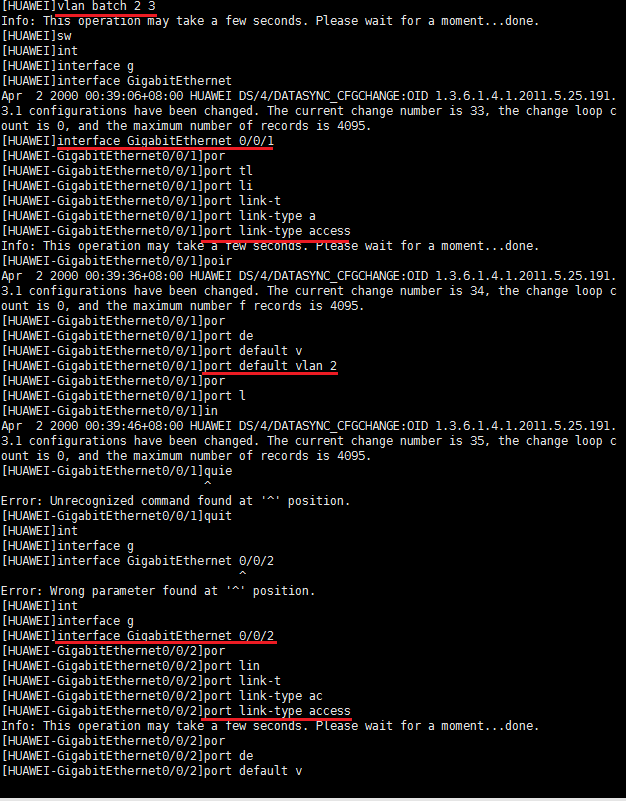 [HUAWEI]vlan batch 2 3
Info: This operation may take a few seconds. Please wait for a moment...done.
[HUAWEI]sw
[HUAWEI]int
[HUAWEI]interface g
[HUAWEI]interface GigabitEthernet
Apr  2 2000 00:39:06+08:00 HUAWEI DS/4/DATASYNC_CFGCHANGE:OID 1.3.6.1.4.1.2011.5.25.191.
3.1 configurations have been changed. The current change number is 33, the change loop c
ount is 0, and the maximum number of records is 4095.
[HUAWEI]interface GigabitEthernet 0/0/1
[HUAWEI-GigabitEthernet0/0/1]por
[HUAWEI-GigabitEthernet0/0/1]port tl
[HUAWEI-GigabitEthernet0/0/1]port li
[HUAWEI-GigabitEthernet0/0/1]port link-t
[HUAWEI-GigabitEthernet0/0/1]port link-type a
[HUAWEI-GigabitEthernet0/0/1]port link-type access
Info: This operation may take a few seconds. Please wait for a moment...done.
[HUAWEI-GigabitEthernet0/0/1]poir
Apr  2 2000 00:39:36+08:00 HUAWEI DS/4/DATASYNC_CFGCHANGE:OID 1.3.6.1.4.1.2011.5.25.191.
3.1 configurations have been changed. The current change number is 34, the change loop c
ount is 0, and the maximum number f records is 4095.
[HUAWEI-GigabitEthernet0/0/1]por
[HUAWEI-GigabitEthernet0/0/1]port de
[HUAWEI-GigabitEthernet0/0/1]port default v
[HUAWEI-GigabitEthernet0/0/1]port default vlan 2
[HUAWEI-GigabitEthernet0/0/1]por
[HUAWEI-GigabitEthernet0/0/1]port l
[HUAWEI-GigabitEthernet0/0/1]in
Apr  2 2000 00:39:46+08:00 HUAWEI DS/4/DATASYNC_CFGCHANGE:OID 1.3.6.1.4.1.2011.5.25.191.
3.1 configurations have been changed. The current change number is 35, the change loop c
ount is 0, and the maximum number of records is 4095.
[HUAWEI-GigabitEthernet0/0/1]quie
^
Error: Unrecognized command found at '^' position.
[HUAWEI-GigabitEthernet0/0/1]quit
[HUAWEI]int
[HUAWEI]interface g
[HUAWEI]interface GigabitEthernet 0/0/2
^
Error: Wrong parameter found at '^' position.
[HUAWEI]int
[HUAWEI]interface g
[HUAWEI]interface GigabitEthernet 0/0/2
[HUAWEI-GigabitEthernet0/0/2]por
[HUAWEI-GigabitEthernet0/0/2]port lin
[HUAWEI-GigabitEthernet0/0/2]port link-t
[HUAWEI-GigabitEthernet0/0/2]port link-type ac
[HUAWEI-GigabitEthernet0/0/2]port link-type access
Info: This operation may take a few seconds. Please wait for a moment...done.
[HUAWEI-GigabitEthernet0/0/2]por
[HUAWEI-GigabitEthernet0/0/2]port de
[HUAWEI-GigabitEthernet0/0/2]port default v